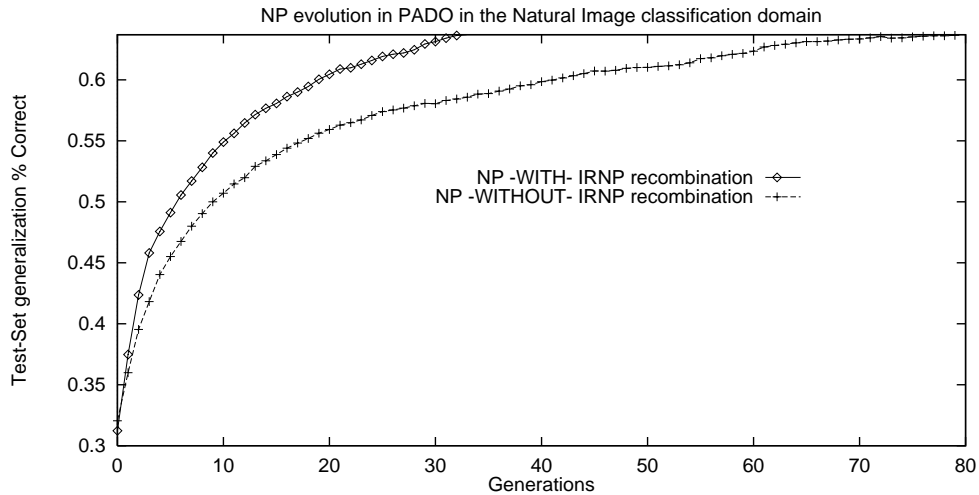 NP evolution in PADO in the Natural Image classification domain
Test-Set generalization % Correct
0.6
0.55
0.5
0.45
0.4
0.35
0.3
NP -WITH- IRNP recombination
NP -WITHOUT- IRNP recombination
0 10 20 30 40 50 60 70 80
Generations